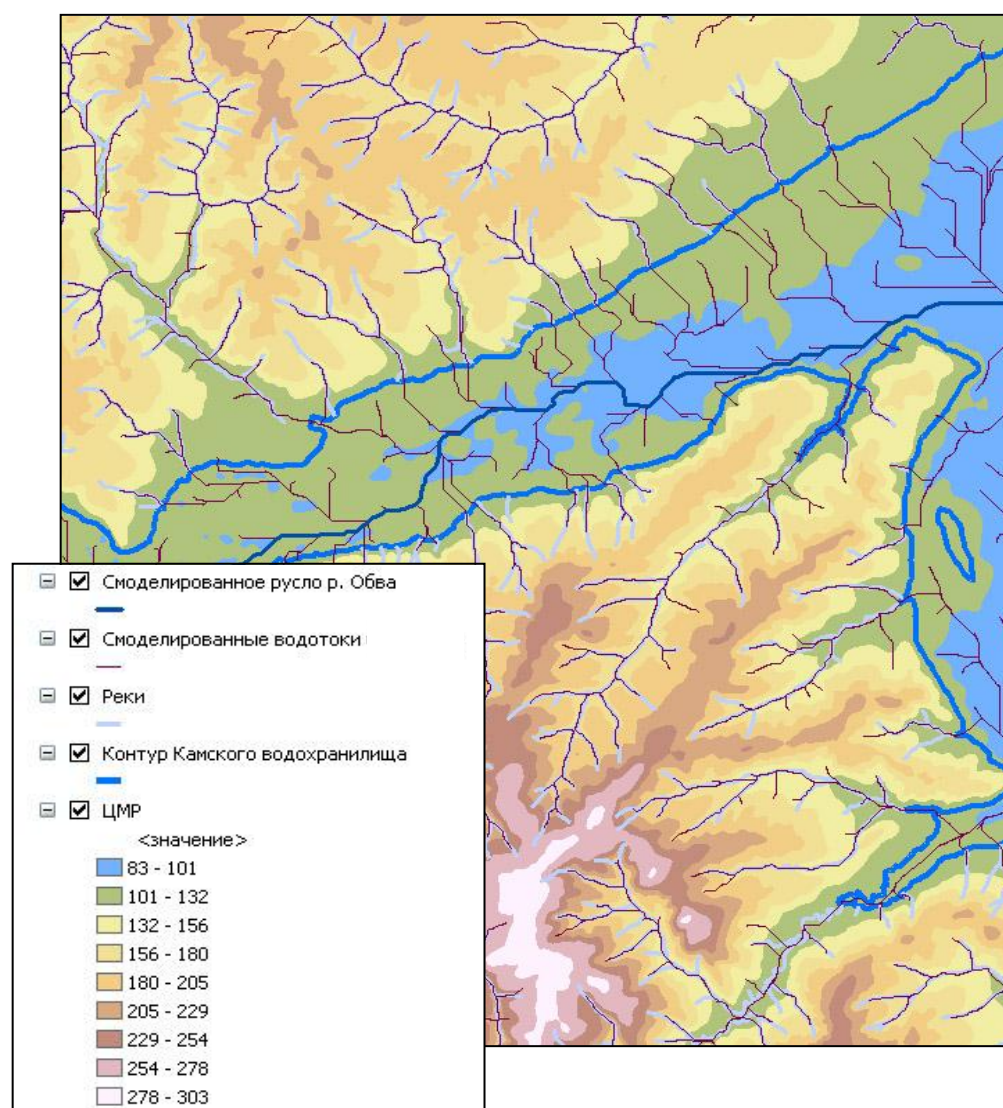 Смоделированное русло р. Обва
Смоделированные водотоки
Реки
Контур Камского водохранилища
ЦМР
<значение>
83 - 101
101 - 132
132 - 156
156 - 180
180 - 205
205 - 229
229 - 254
254 - 278
278 - 303